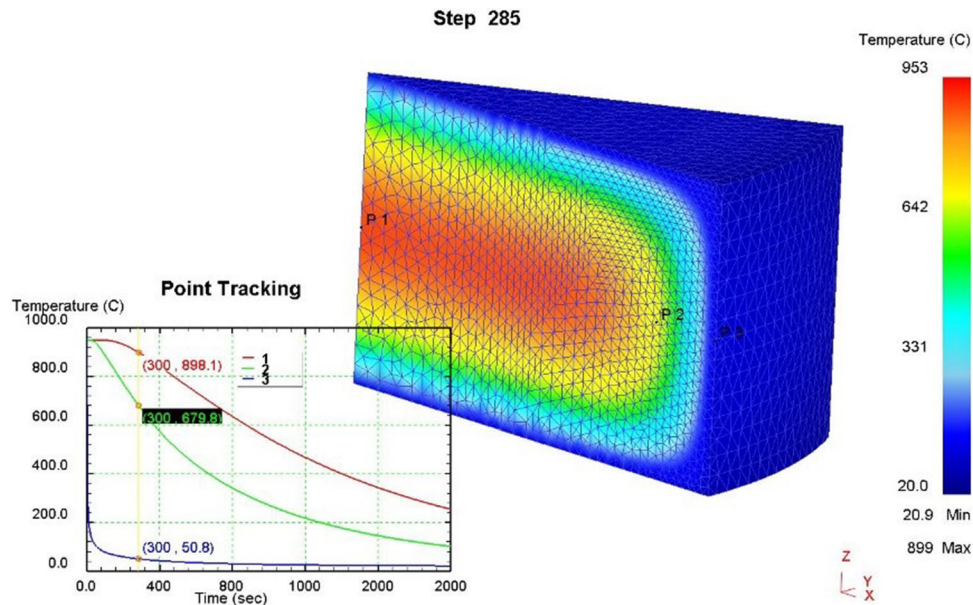 Step 285
Temperature (C)
953
642
331
20.0
20.9 Min
899 Max
P 1
P 2
P 3
Point Tracking
Temperature (C)
1000.0
800.0
600.0
400.0
200.0
0.0
1
2
3
(300 , 898.1)
(300 , 679.8)
(300 , 50.8)
0.0 400 800 1000 2000 2000
Time (sec)
Z
Y
X